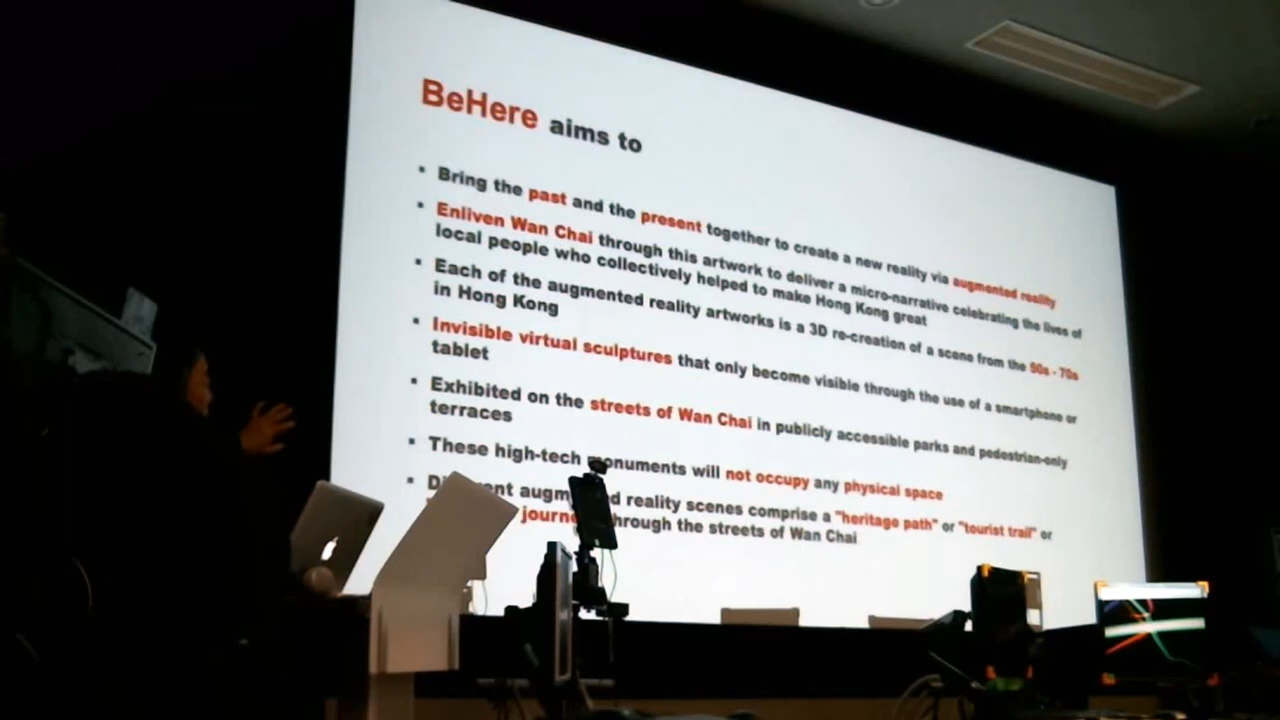 BeHere aims to
▪ Bring the past and the present together to create a new reality via augmented reality
▪ Enliven Wan Chai through this artwork to deliver a micro-narrative celebrating the lives of
local people who collectively helped to make Hong Kong great
▪ Each of the augmented reality artworks is a 3D re-creation of a scene from the 50s - 70s
in Hong Kong
▪ Invisible virtual sculptures that only become visible through the use of a smartphone or
tablet
▪ Exhibited on the streets of Wan Chai in publicly accessible parks and pedestrian-only
terraces
▪ These high-tech monuments will not occupy any physical space
▪ reality scenes comprise a "heritage path" or "tourist trail" or
through the streets of Wan Chai